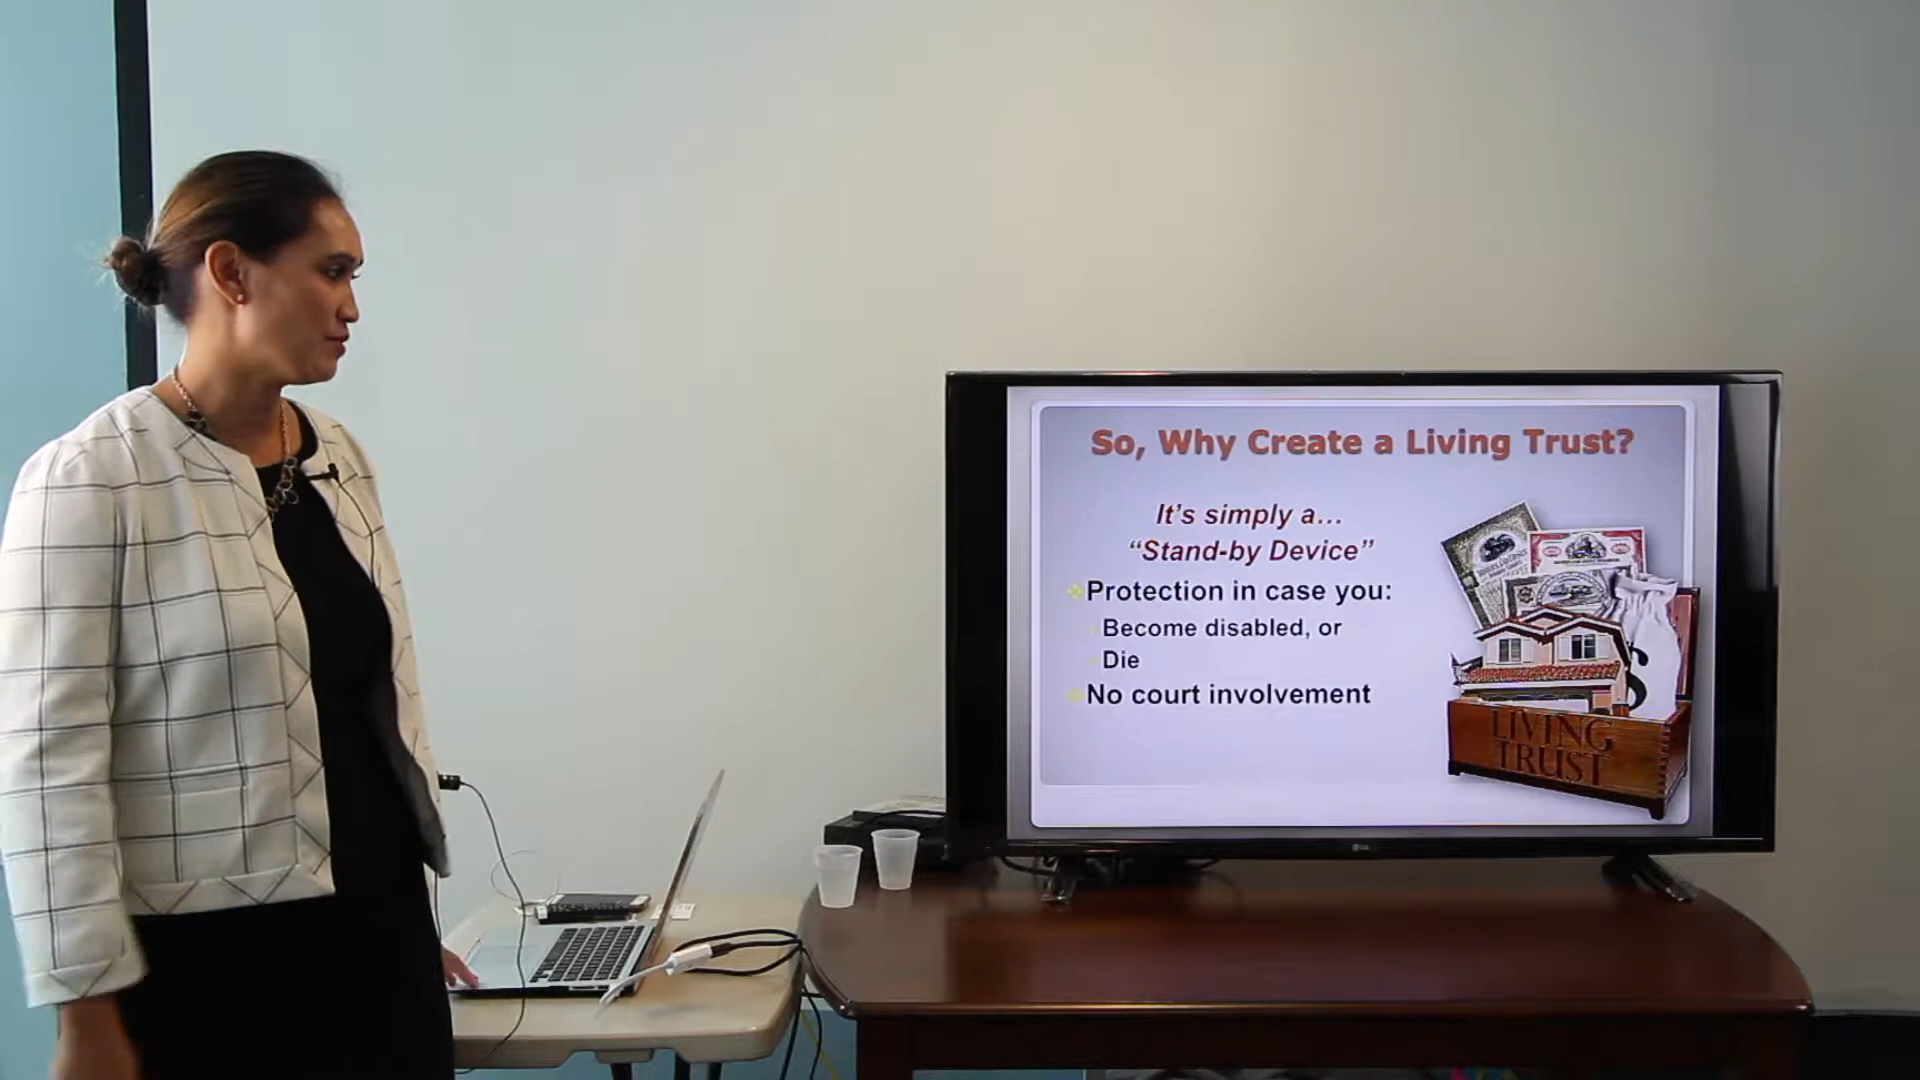 So, Why Create a Living Trust?
It's simply a...
"Stand-by Device"
Protection in case you:
Become disabled, or
Die
No court involvement
LIVING
TRUST
LG